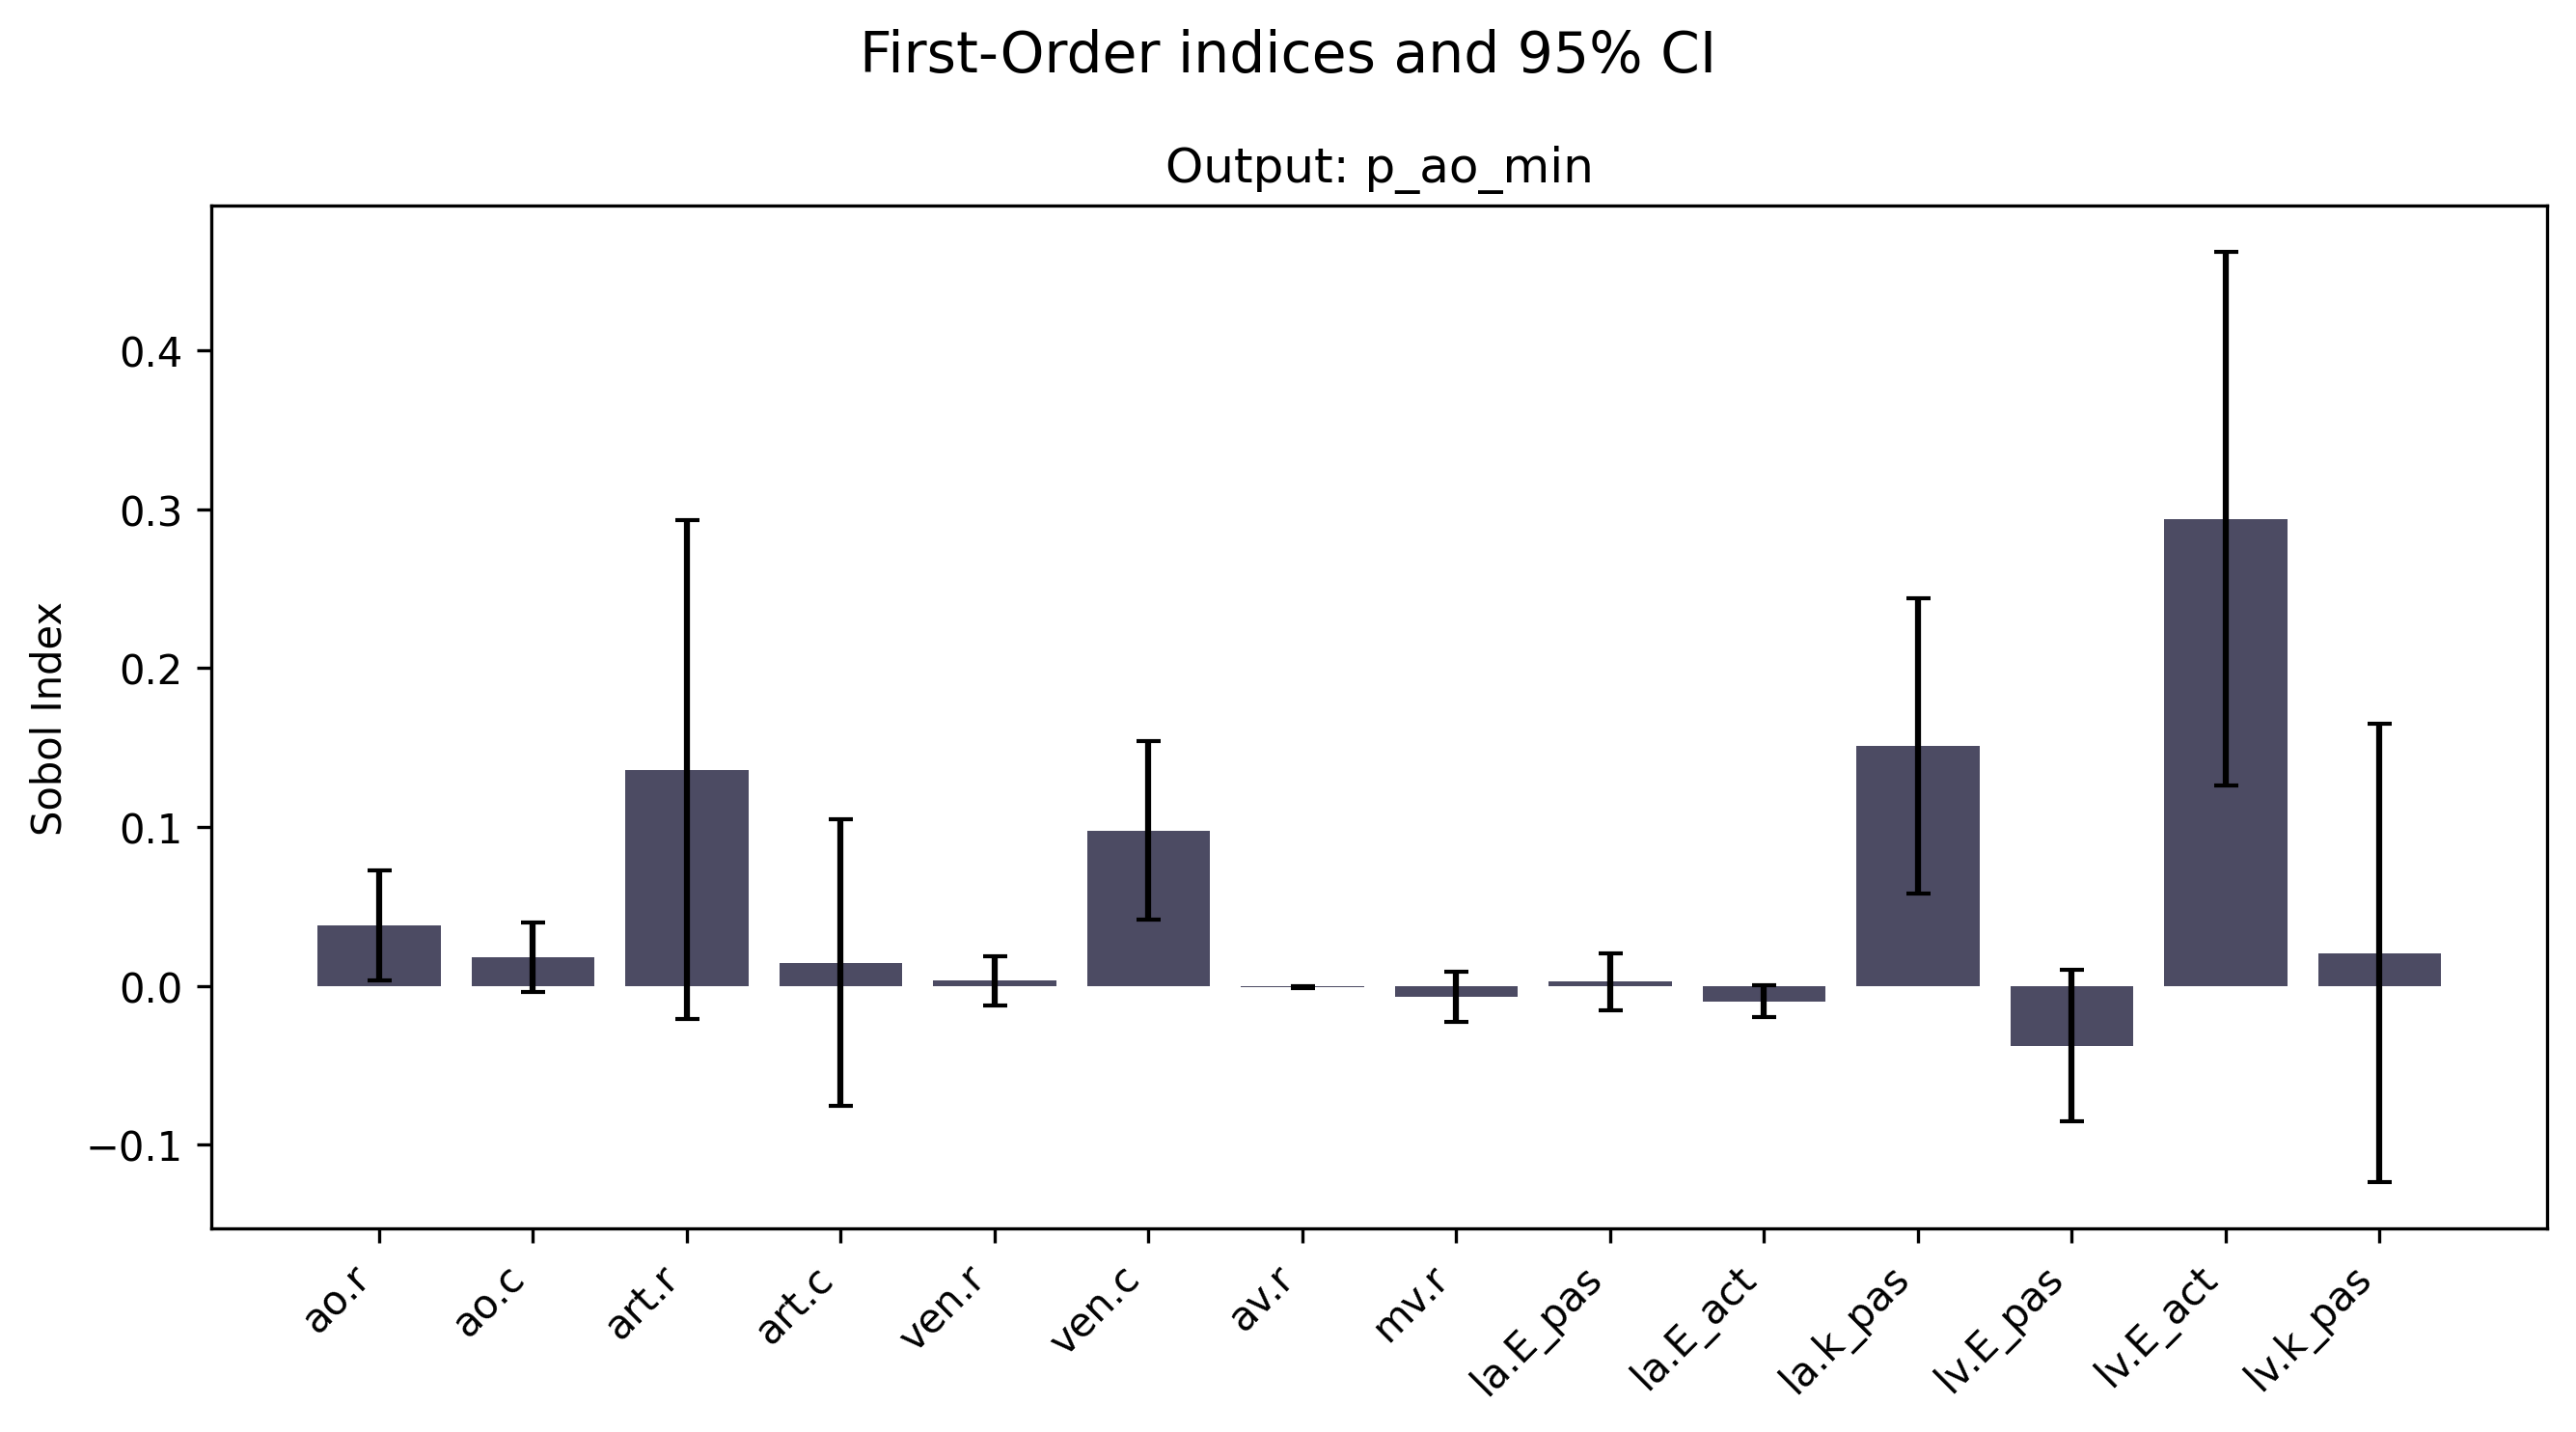 First-Order indices and 95% CI
Output: p_ao_min
Sobol Index
0.4
0.3
0.2
0.1
0.0
−0.1
ao.r
ao.c
art.r
art.c
ven.r
ven.c
av.r
mv.r
la.E_pas
la.E_act
la.k_pas
lv.E_pas
lv.E_act
lv.k_pas